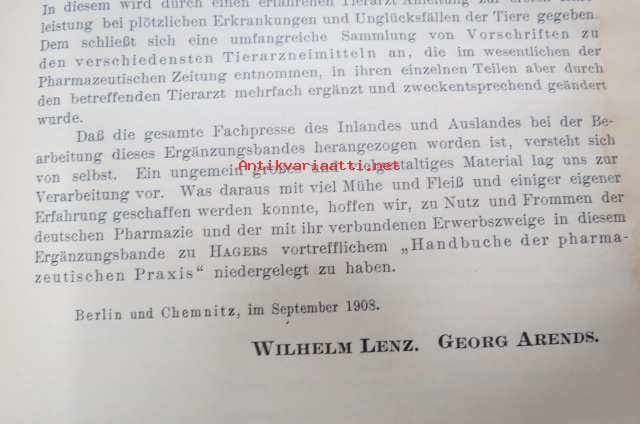 In diesem wird durch einen erfahrenen Tierarzt Anleitung zur ersten
leistung bei plötzlichen Erkrankungen und Unglücksfällen der Tiere gegeben.
Dem schließt sich eine umfangreiche Sammlung von Vorschriften zu
den verschiedensten Tierarzneimitteln an, die im wesentlichen der
Pharmazeutischen Zeitung entnommen, in ihren einzelnen Teilen aber durch
den betreffenden Tierarzt mehrfach ergänzt und zweckentsprechend geändert
wurde.
Daß die gesamte Fachpresse des Inlandes und Auslandes bei der Be-
arbeitung dieses Ergänzungsbandes herangezogen worden ist, versteht sich
von selbst. Ein ungemein großes und vielgestaltiges Material lag uns zur
Antikvariaatti.net
Verarbeitung vor. Was daraus mit viel Mühe und Fleiß und einiger eigener
Erfahrung geschaffen werden konnte, hoffen wir, zu Nutz und Frommen der
deutschen Pharmazie und der mit ihr verbundenen Erwerbszweige in diesem
Ergänzungsbande zu HAGERS vortrefflichem „Handbuche der pharma-
zeutischen Praxis“ niedergelegt zu haben.
Berlin und Chemnitz, im September 1908.
WILHELM LENZ. GEORG ARENDS.